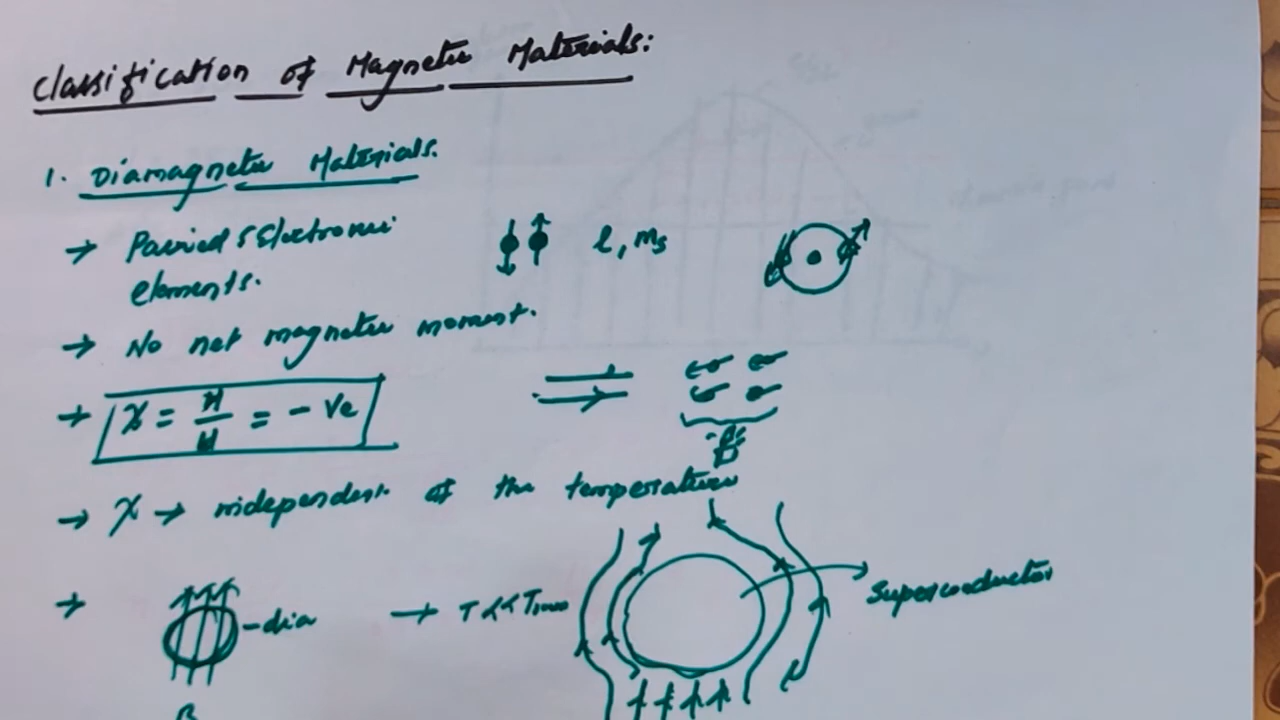 Classification of Magnetic Materials:
1. Diamagnetic Materials.
→ Paired Electronic elements.
l, ms
→ No net magnetic moment.
→ χ = M/H = - Ve
→ χ → independent of the temperature
→ dia
B
→ T << Troom
Superconductor